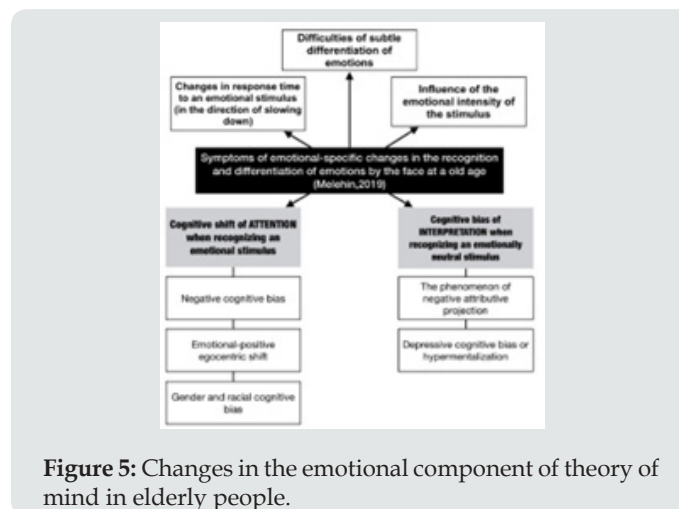 Difficulties of subtle
differentiation of
emotions
Changes in response time
to an emotional stimulus
(in the direction of slowing
down)
Influence of the
emotional intensity of
the stimulus
Symptoms of emotional-specific changes in the recognition
and differentiation of emotions by the face at a old age
(Melehin,2019)
Cognitive shift of ATTENTION
when recognizing an
emotional stimulus
Negative cognitive bias
Emotional-positive
egocentric shift
Gender and racial cognitive
bias
Cognitive bias of
INTERPRETATION when
recognizing an emotionally
neutral stimulus
The phenomenon of
negative attributive
projection
Depressive cognitive bias or
hypermentalization
Figure 5: Changes in the emotional component of theory of
mind in elderly people.